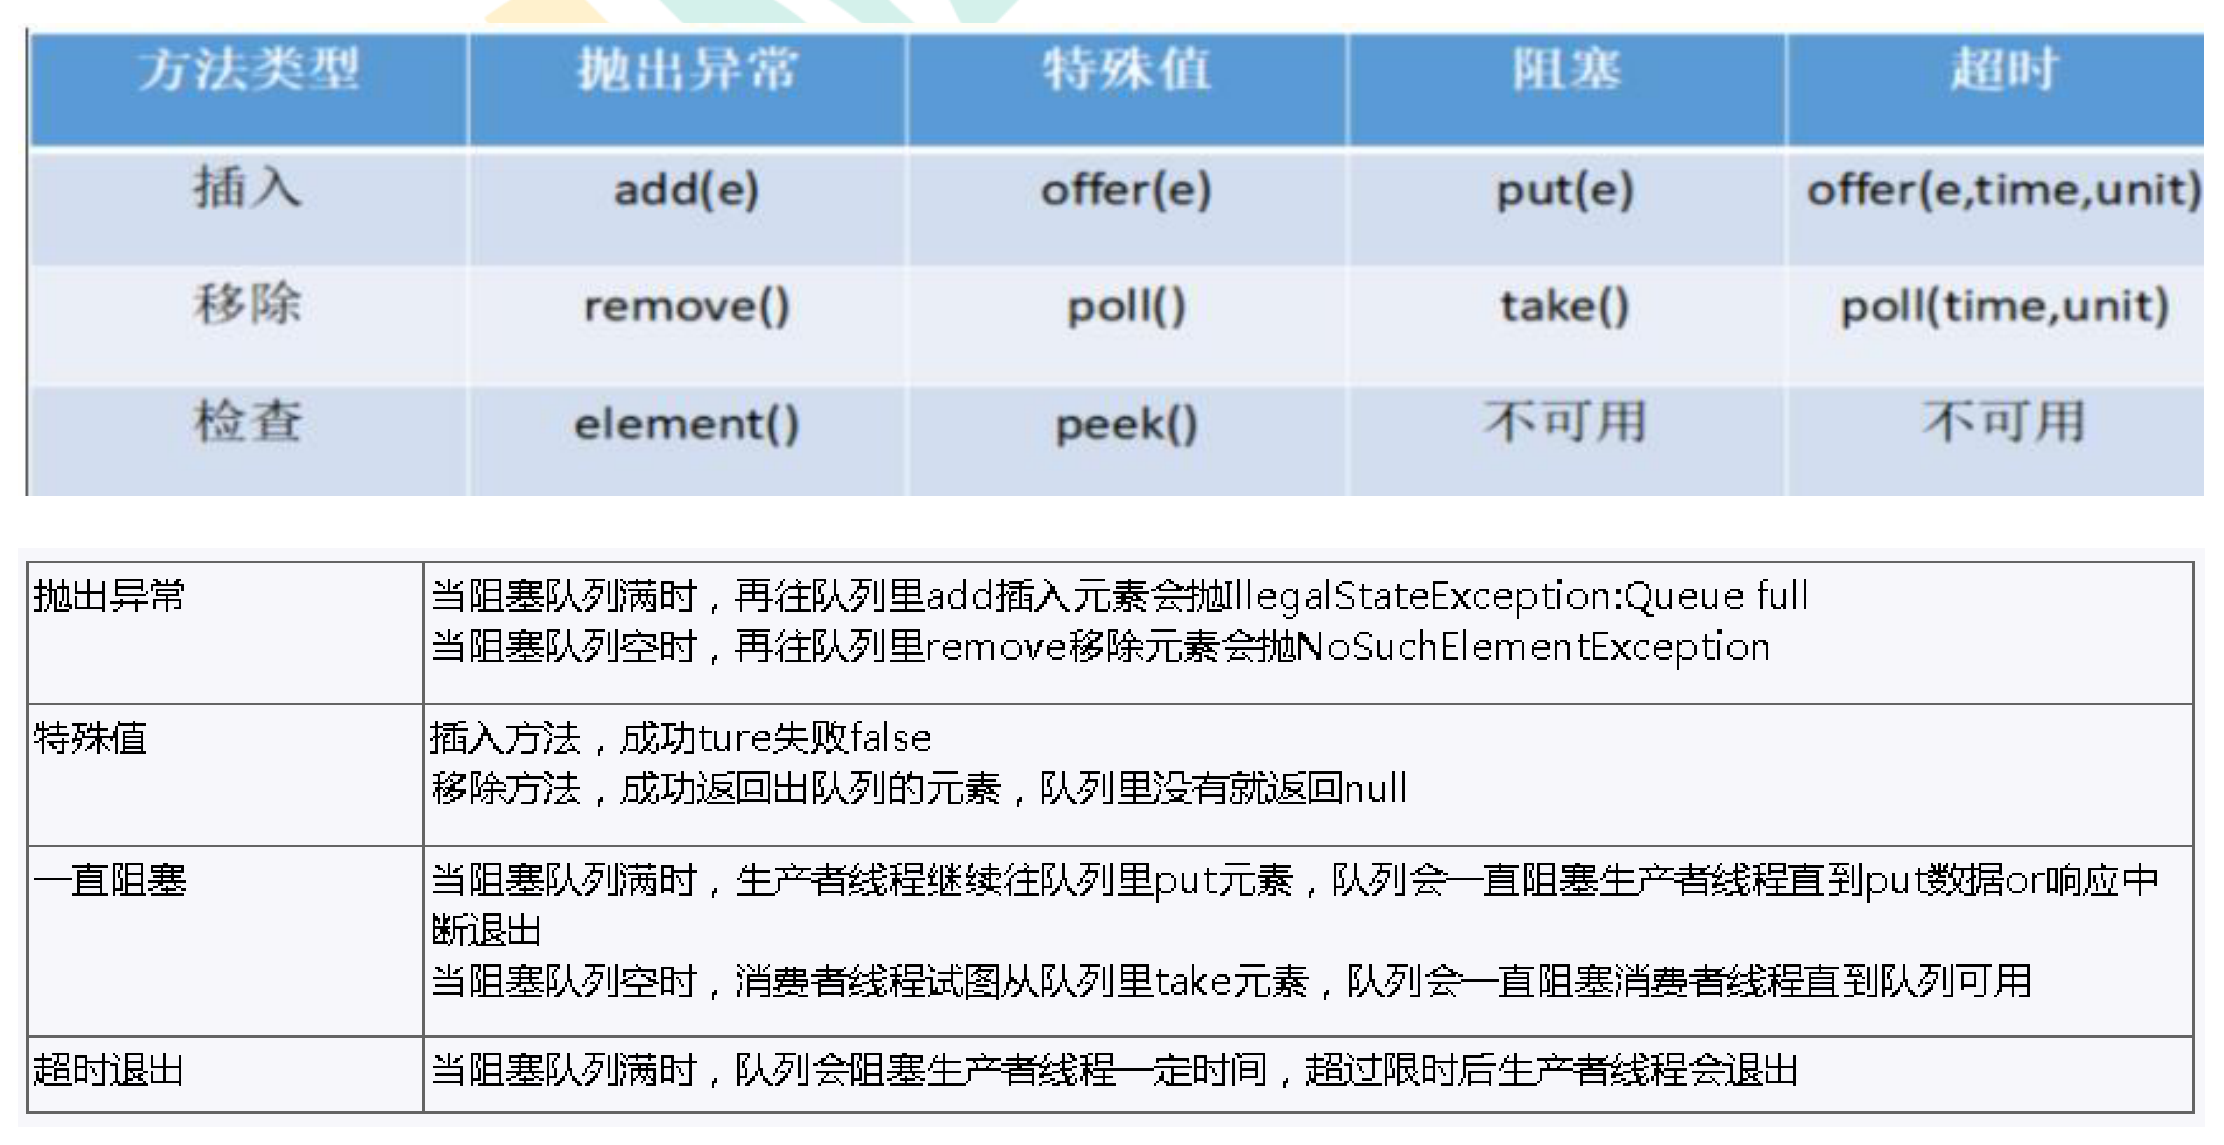 方法类型 抛出异常 特殊值 阻塞 超时
插入 add(e) offer(e) put(e) offer(e,time,unit)
移除 remove() poll() take() poll(time,unit)
检查 element() peek() 不可用 不可用
抛出异常 当阻塞队列满时，再往队列里add插入元素会抛IllegalStateException:Queue full
当阻塞队列空时，再往队列里remove移除元素会抛NoSuchElementException
特殊值 插入方法，成功ture失败false
移除方法，成功返回出队列的元素，队列里没有就返回null
一直阻塞 当阻塞队列满时，生产者线程继续往队列里put元素，队列会一直阻塞生产者线程直到put数据or响应中
断退出
当阻塞队列空时，消费者线程试图从队列里take元素，队列会一直阻塞消费者线程直到队列可用
超时退出 当阻塞队列满时，队列会阻塞生产者线程一定时间，超过限时后生产者线程会退出